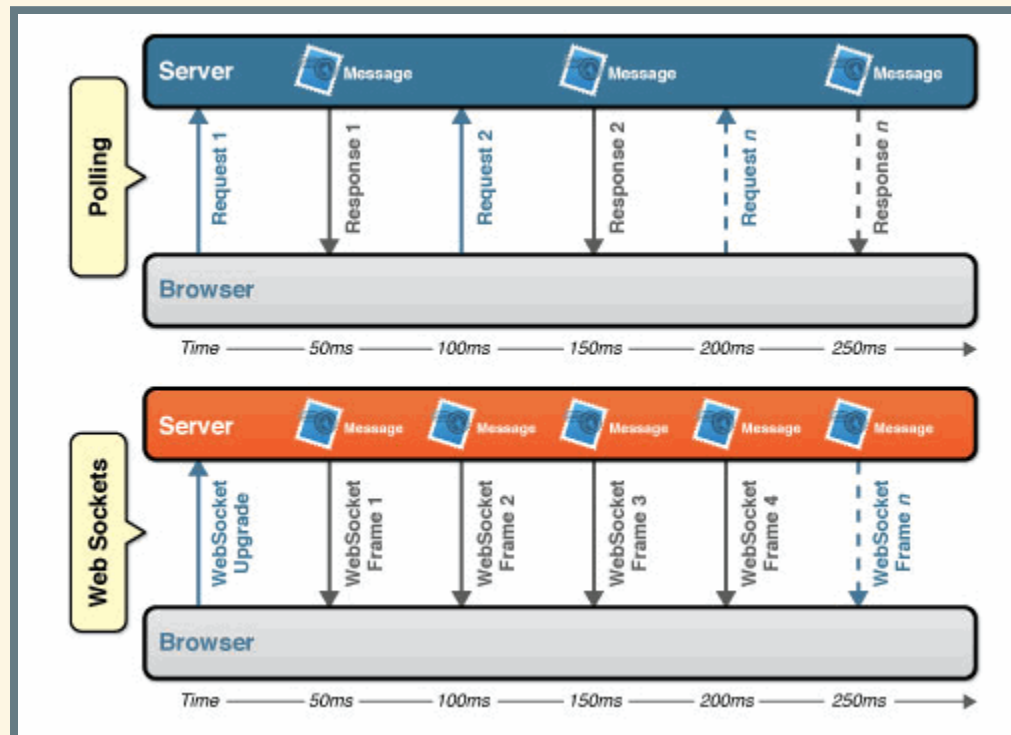 Polling
Server
Message
Message
Message
Request 1
Response 1
Request 2
Response 2
Request n
Response n
Browser
Time 50ms 100ms 150ms 200ms 250ms
Web Sockets
Server
Message
Message
Message
Message
Message
WebSocket
Upgrade
WebSocket
Frame 1
WebSocket
Frame 2
WebSocket
Frame 3
WebSocket
Frame 4
WebSocket
Frame n
Browser
Time 50ms 100ms 150ms 200ms 250ms